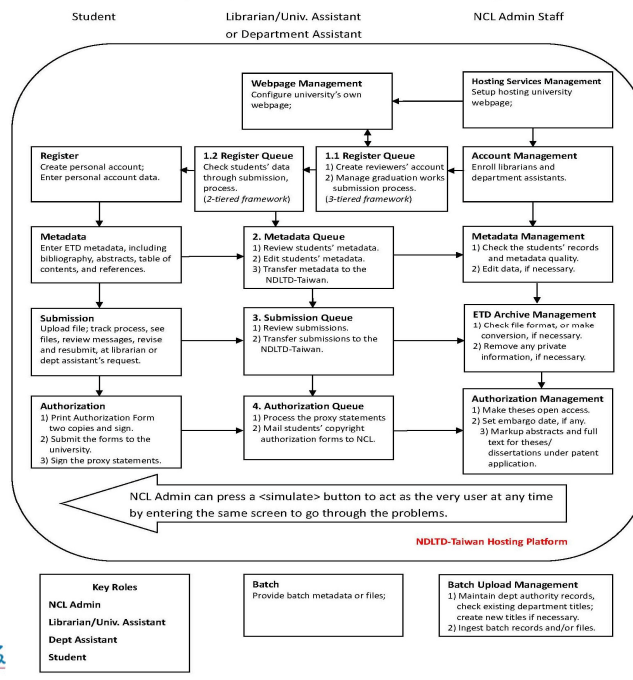 Student
Librarian/Univ. Assistant
or Department Assistant
NCL Admin Staff
Webpage Management
Configure university's own
webpage;
Hosting Services Management
Setup hosting university
webpage;
Register
Create personal account;
Enter personal account data.
1.2 Register Queue
Check students' data
through submission,
process.
(2-tiered framework)
1.1 Register Queue
1) Create reviewers' account
2) Manage graduation works
submission process.
(3-tiered framework)
Account Management
Enroll librarians and
department assistants.
Metadata
Enter ETD metadata, including
bibliography, abstracts, table of
contents, and references.
2. Metadata Queue
1) Review students' metadata.
2) Edit students' metadata.
3) Transfer metadata to the
NDLTD-Taiwan.
Metadata Management
1) Check the students' records
and metadata quality.
2) Edit data, if necessary.
Submission
Upload file; track process, see
files, review messages, revise
and resubmit, at librarian or
dept assistant's request.
3. Submission Queue
1) Review submissions.
2) Transfer submissions to the
NDLTD-Taiwan.
ETD Archive Management
1) Check file format, or make
conversion, if necessary.
2) Remove any private
information, if necessary.
Authorization
1) Print Authorization Form
two copies and sign.
2) Submit the forms to the
university.
3) Sign the proxy statements.
4. Authorization Queue
1) Process the proxy statements
2) Mail students' copyright
authorization forms to NCL.
Authorization Management
1) Make theses open access.
2) Set embargo date, if any.
3) Markup abstracts and full
text for theses/
dissertations under patent
application.
NCL Admin can press a <simulate> button to act as the very user at any time
by entering the same screen to go through the problems.
NDLTD-Taiwan Hosting Platform
Key Roles
NCL Admin
Librarian/Univ. Assistant
Dept Assistant
Student
Batch
Provide batch metadata or files;
Batch Upload Management
1) Maintain dept authority records,
check existing department titles;
create new titles if necessary.
2) Ingest batch records and/or files.